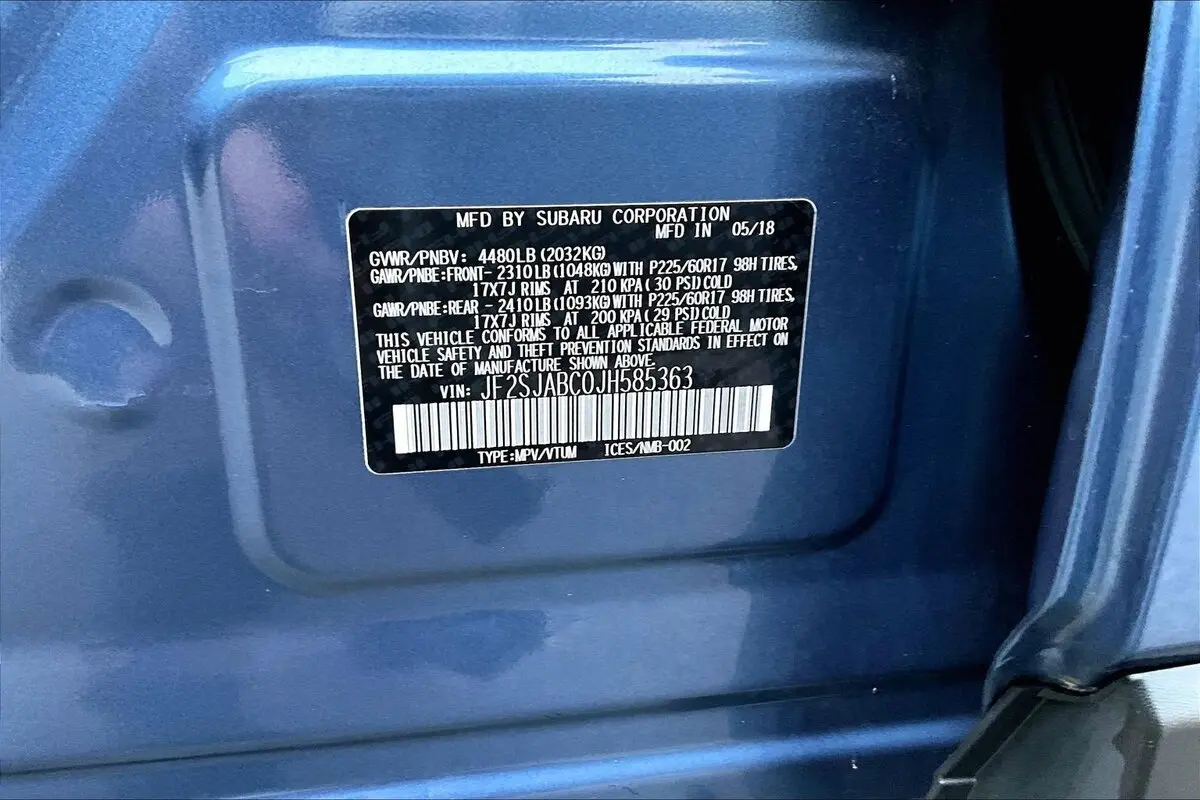 MFD BY SUBARU CORPORATION
MFD IN 05/18
GVWR/PNBV: 4480LB (2032KG)
GAWR/PNBE:FRONT- 2310LB (1048KG) WITH P225/60R17 98H TIRES,
17X7J RIMS AT 210 KPA ( 30 PSI) COLD
GAWR/PNBE:REAR - 2410LB (1093KG) WITH P225/60R17 98H TIRES,
17X7J RIMS AT 200 KPA ( 29 PSI) COLD
THIS VEHICLE CONFORMS TO ALL APPLICABLE FEDERAL MOTOR
VEHICLE SAFETY AND THEFT PREVENTION STANDARDS IN EFFECT ON
THE DATE OF MANUFACTURE SHOWN ABOVE.
VIN: JF2SJABC0JH585363
TYPE:MPV/VTUM ICES/NMB-002